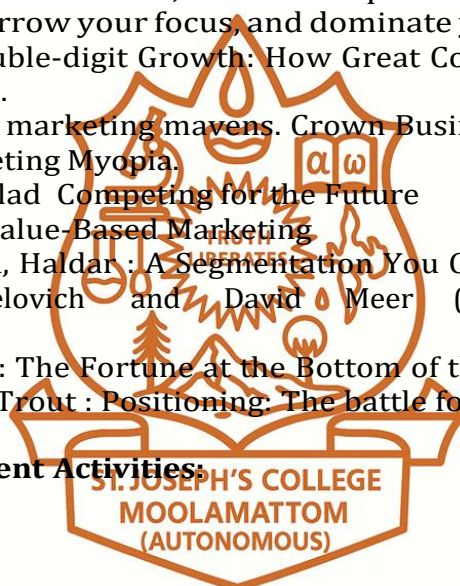 rrow your focus, and dominate
uble-digit Growth: How Great Co
.
marketing mavens. Crown Busin
eting Myopia.
lad Competing for the Future
alue-Based Marketing
, Haldar : A Segmentation You
elovich and David Meer (
: The Fortune at the Bottom of t
Trout : Positioning: The battle fo
ent Activities:
α ω
TRUTH
LIBERATES
ST. JOSEPH'S COLLEGE
MOOLAMATTOM
(AUTONOMOUS)